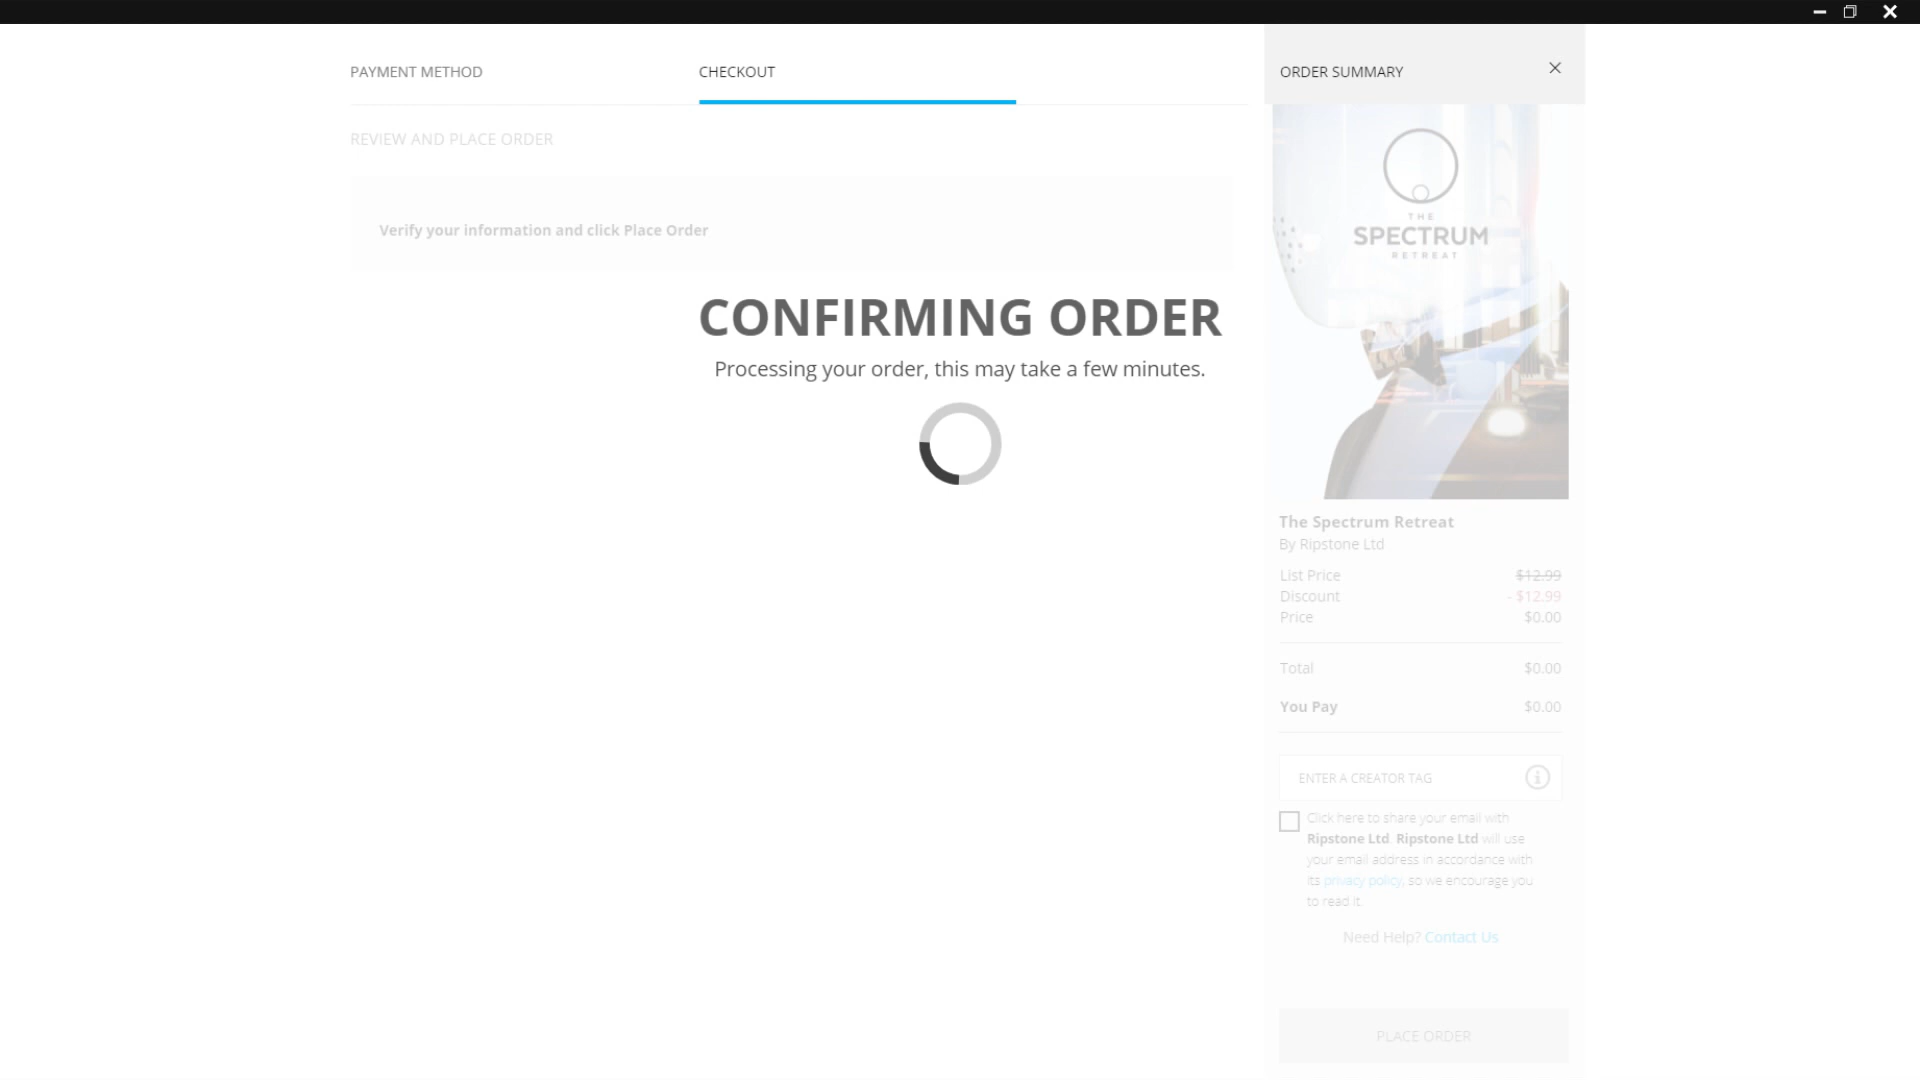 PAYMENT METHOD
CHECKOUT
REVIEW AND PLACE ORDER
Verify your information and click Place Order
CONFIRMING ORDER
Processing your order, this may take a few minutes.
ORDER SUMMARY
THE
SPECTRUM
RETREAT
The Spectrum Retreat
By Ripstone Ltd
List Price $12.99
Discount - $12.99
Price $0.00
Total $0.00
You Pay $0.00
ENTER A CREATOR TAG
Click here to share your email with
Ripstone Ltd. Ripstone Ltd will use
your email address in accordance with
its privacy policy, so we encourage you
to read it.
Need Help? Contact Us
PLACE ORDER